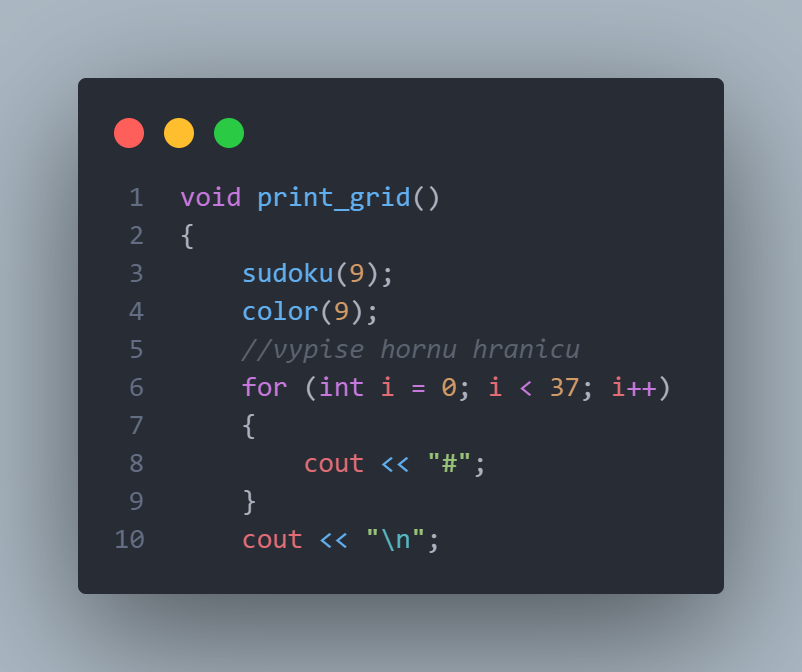 1 void print_grid()
2 {
3     sudoku(9);
4     color(9);
5     //vypise hornu hranicu
6     for (int i = 0; i < 37; i++)
7     {
8         cout << "#";
9     }
10     cout << "\n";